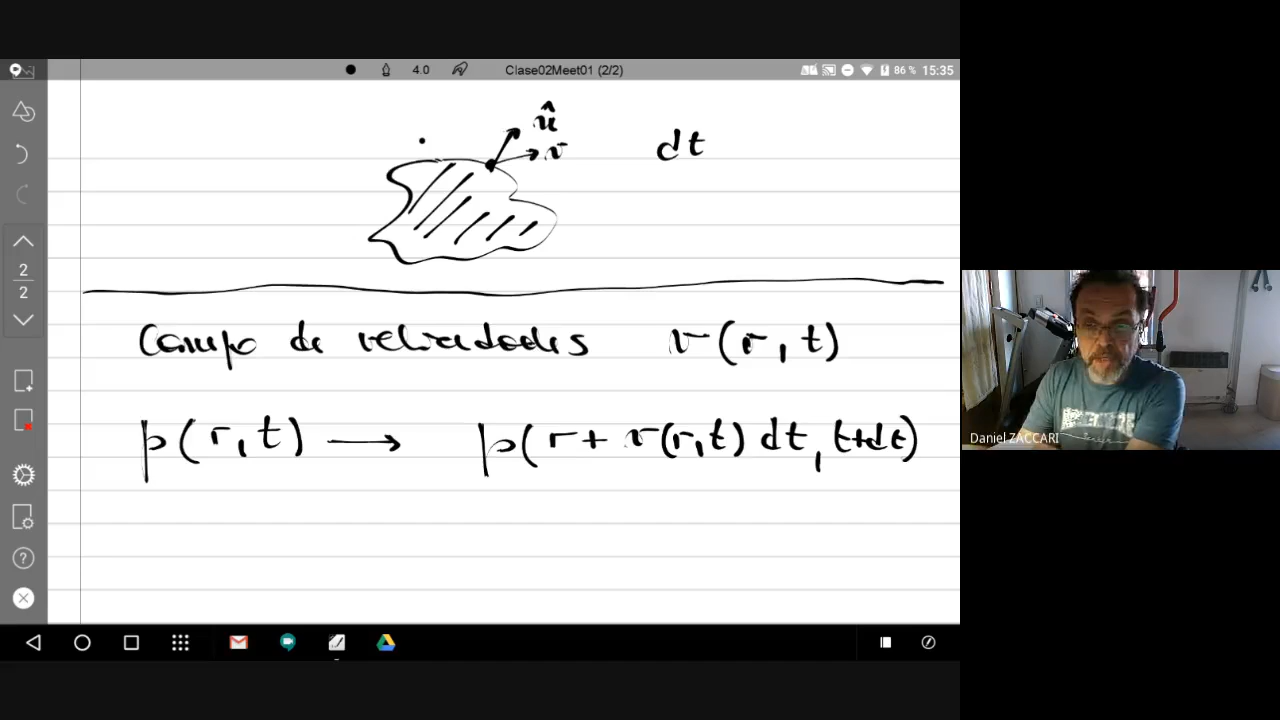 4.0 Clase02Meet01 (2/2) 86 % 15:35
û
v dt
2
2
Campo de velocidades v(r, t)
p(r, t) → p(r + v(r, t) dt, t+dt)
Daniel ZACCARI